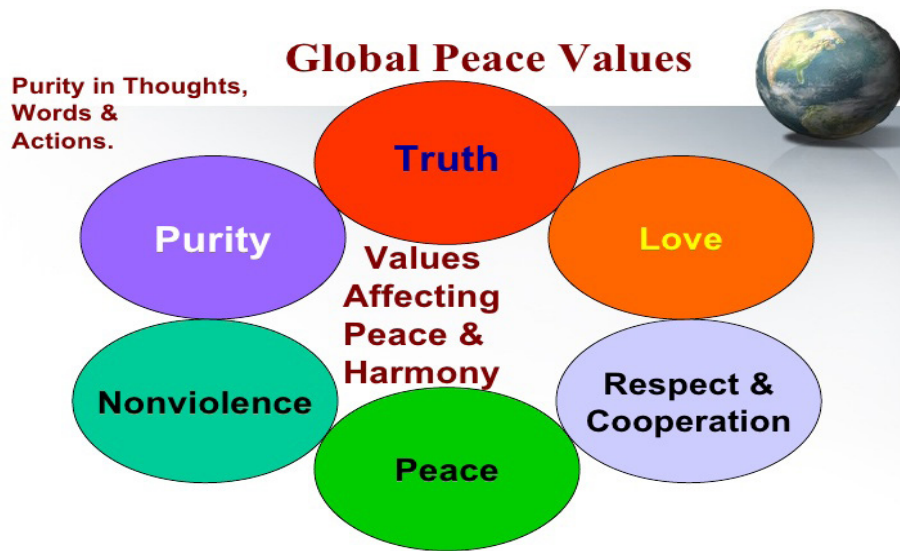 Global Peace Values
Purity in Thoughts,
Words &
Actions.
Truth
Purity
Love
Values
Affecting
Peace &
Harmony
Nonviolence
Respect &
Cooperation
Peace